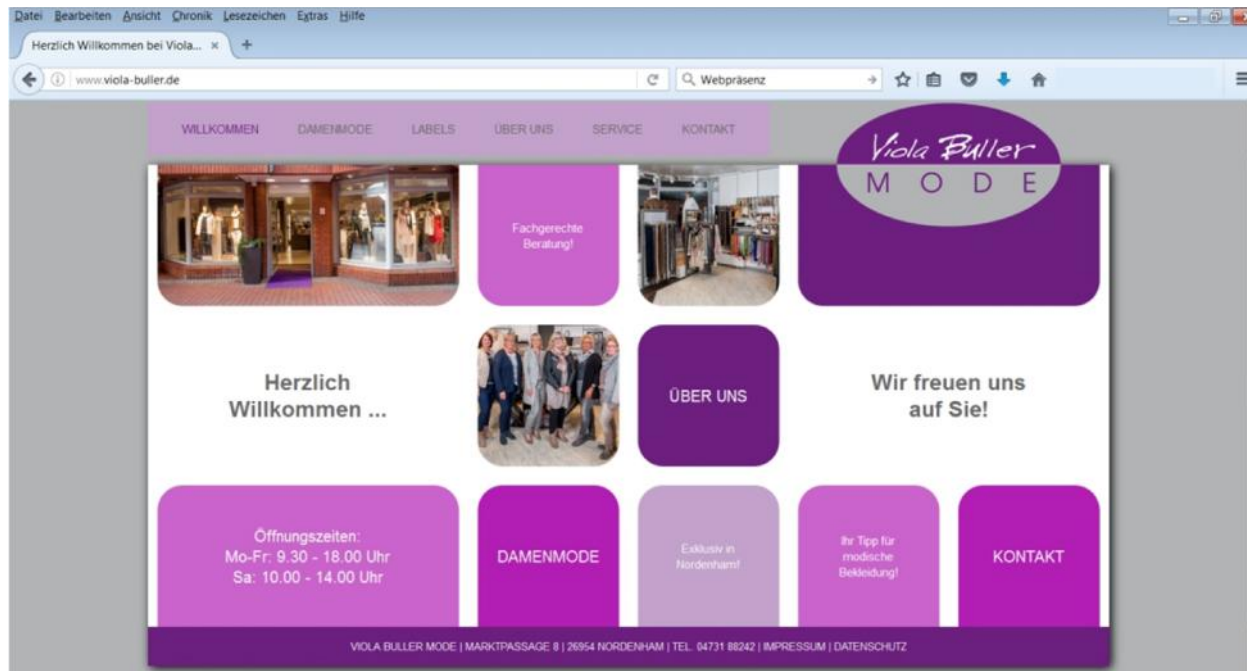 Datei Bearbeiten Ansicht Chronik Lesezeichen Extras Hilfe
Herzlich Willkommen bei Viola... × +
www.viola-buller.de
Webpräsenz
WILLKOMMEN DAMENMODE LABELS ÜBER UNS SERVICE KONTAKT
Viola Buller
MODE
Fachgerechte
Beratung!
Herzlich
Willkommen ...
ÜBER UNS
Wir freuen uns
auf Sie!
Öffnungszeiten:
Mo-Fr: 9.30 - 18.00 Uhr
Sa: 10.00 - 14.00 Uhr
DAMENMODE
Exklusiv in
Nordenham!
Ihr Tipp für
modische
Bekleidung!
KONTAKT
VIOLA BULLER MODE | MARKTPASSAGE 8 | 26954 NORDENHAM | TEL. 04731 88242 | IMPRESSUM | DATENSCHUTZ